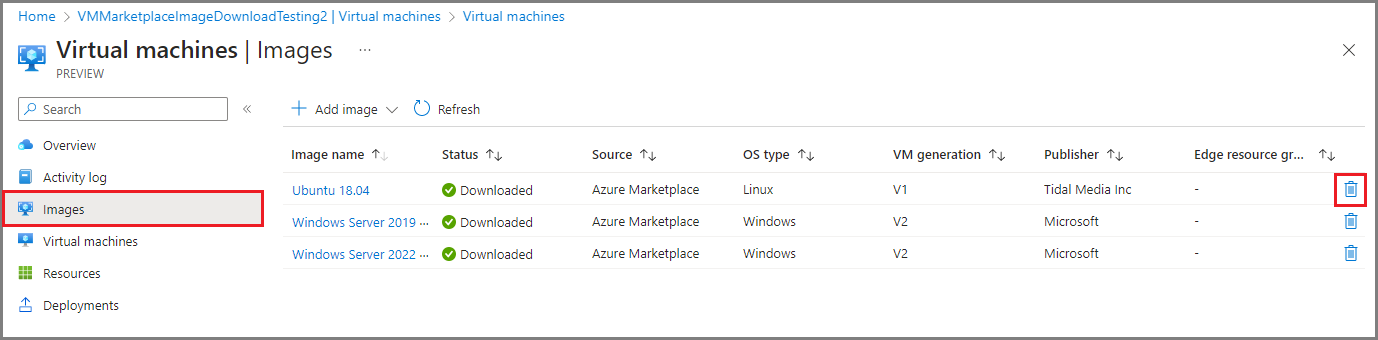 Home > VMMarketplaceImageDownloadTesting2 | Virtual machines > Virtual machines
Virtual machines | Images ...
PREVIEW
Search «
+ Add image Refresh
Image name ↑↓ Status ↑↓ Source ↑↓ OS type ↑↓ VM generation ↑↓ Publisher ↑↓ Edge resource gr... ↑↓
Overview
Activity log
Images
Virtual machines
Resources
Deployments
Ubuntu 18.04 Downloaded Azure Marketplace Linux V1 Tidal Media Inc -
Windows Server 2019 ... Downloaded Azure Marketplace Windows V2 Microsoft -
Windows Server 2022 ... Downloaded Azure Marketplace Windows V2 Microsoft -